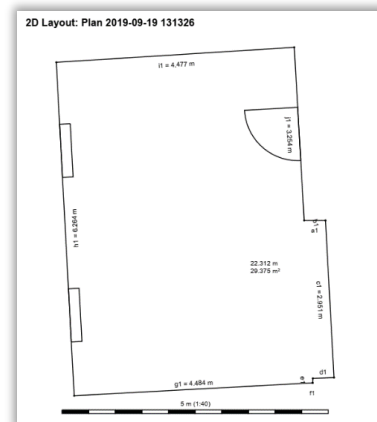 2D Layout: Plan 2019-09-19 131326
i1 = 4.477 m
j1 = 3.254 m
h1 = 6.264 m
b1
a1
22.312 m
29.375 m²
c1 = 2.951 m
g1 = 4.484 m
e1
d1
f1
5 m (1:40)